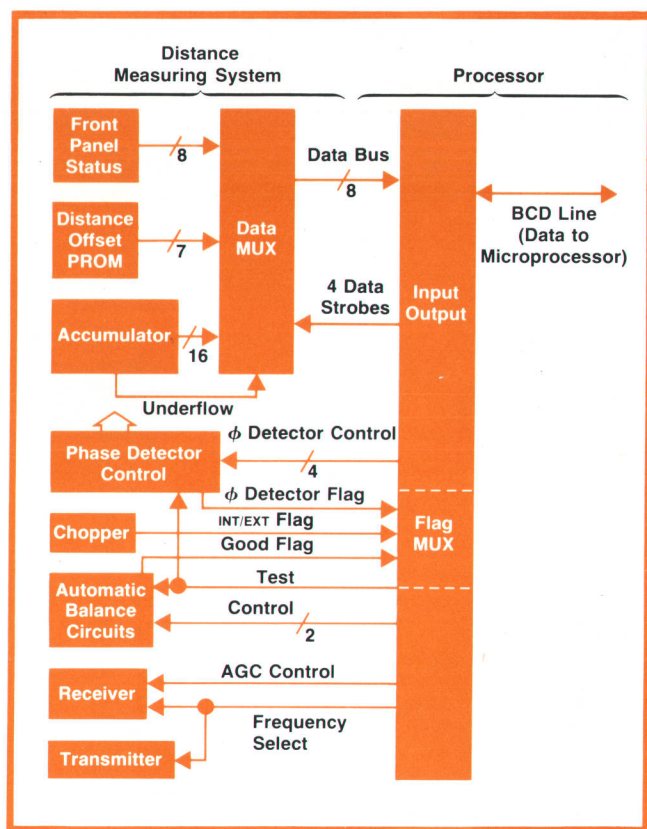 Distance
Measuring System
Processor
Front
Panel
Status
8
Distance
Offset
PROM
7
Data
MUX
Data Bus
8
BCD Line
(Data to
Microprocessor)
4 Data
Strobes
Input
Output
Accumulator
16
Underflow
Phase Detector
Control
ϕ Detector Control
4
ϕ Detector Flag
Chopper
INT/EXT Flag
Flag
MUX
Good Flag
Automatic
Balance
Circuits
Test
Control
2
Receiver
AGC Control
Frequency
Select
Transmitter